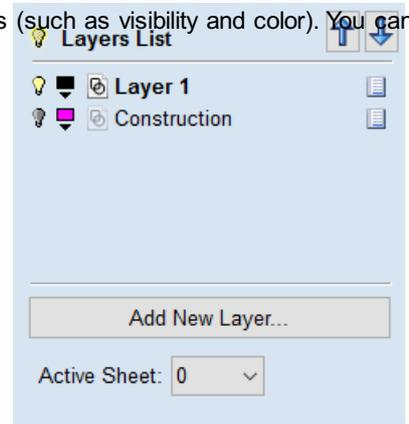 s (such as visibility and color). You can
Layers List
Layer 1
Construction
Add New Layer...
Active Sheet: 0